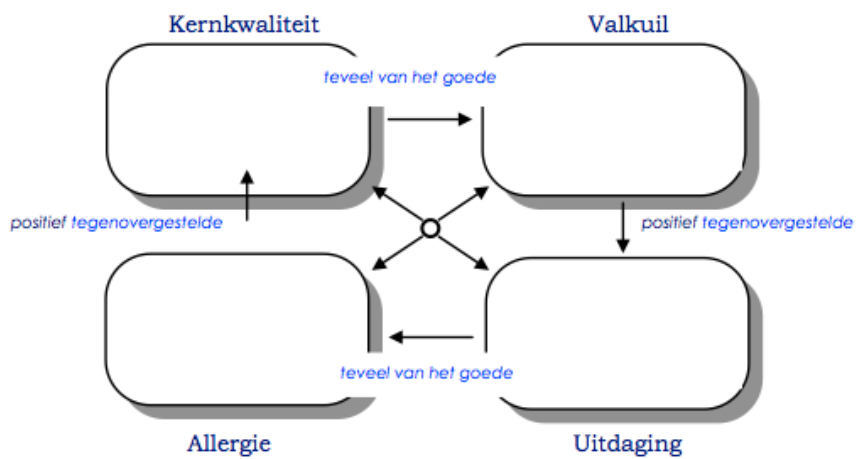 Kernkwaliteit
Valkuil
teveel van het goede
positief tegenovergestelde
positief tegenovergestelde
teveel van het goede
Allergie
Uitdaging